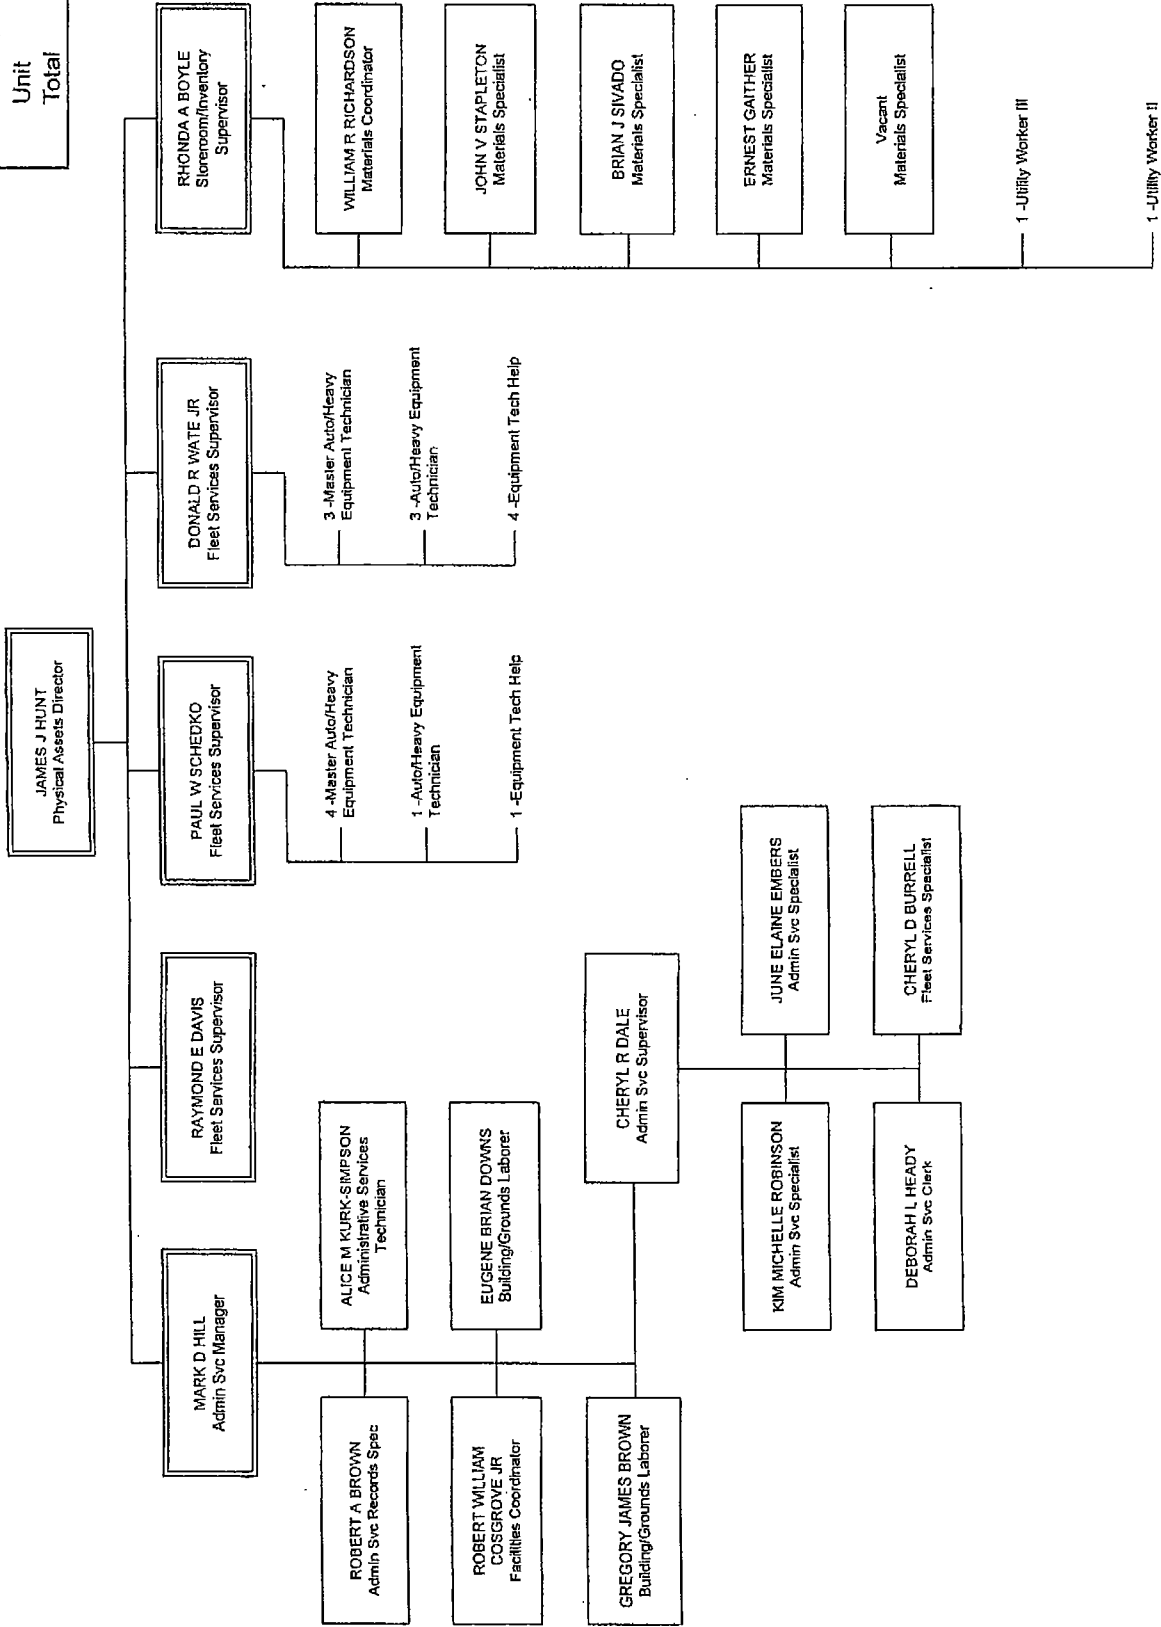 Unit
Total
JAMES J HUNT
Physical Assets Director
MARK D HILL
Admin Svc Manager
RAYMOND E DAVIS
Fleet Services Supervisor
PAUL W SCHEDKO
Fleet Services Supervisor
DONALD R WATE JR
Fleet Services Supervisor
RHONDA A BOYLE
Storeroom/Inventory
Supervisor
ROBERT A BROWN
Admin Svc Records Spec
ALICE M KURK-SIMPSON
Administrative Services
Technician
ROBERT WILLIAM
COSGROVE JR
Facilities Coordinator
EUGENE BRIAN DOWNS
Building/Grounds Laborer
GREGORY JAMES BROWN
Building/Grounds Laborer
CHERYL R DALE
Admin Svc Supervisor
KIM MICHELLE ROBINSON
Admin Svc Specialist
JUNE ELAINE EMBERS
Admin Svc Specialist
DEBORAH L HEADY
Admin Svc Clerk
CHERYL D BURRELL
Fleet Services Specialist
4 -Master Auto/Heavy
Equipment Technician
1 -Auto/Heavy Equipment
Technician
1 -Equipment Tech Help
3 -Master Auto/Heavy
Equipment Technician
3 -Auto/Heavy Equipment
Technician
4 -Equipment Tech Help
WILLIAM R RICHARDSON
Materials Coordinator
JOHN V STAPLETON
Materials Specialist
BRIAN J SIVADO
Materials Specialist
ERNEST GAITHER
Materials Specialist
Vacant
Materials Specialist
1 -Utility Worker III
1 -Utility Worker II